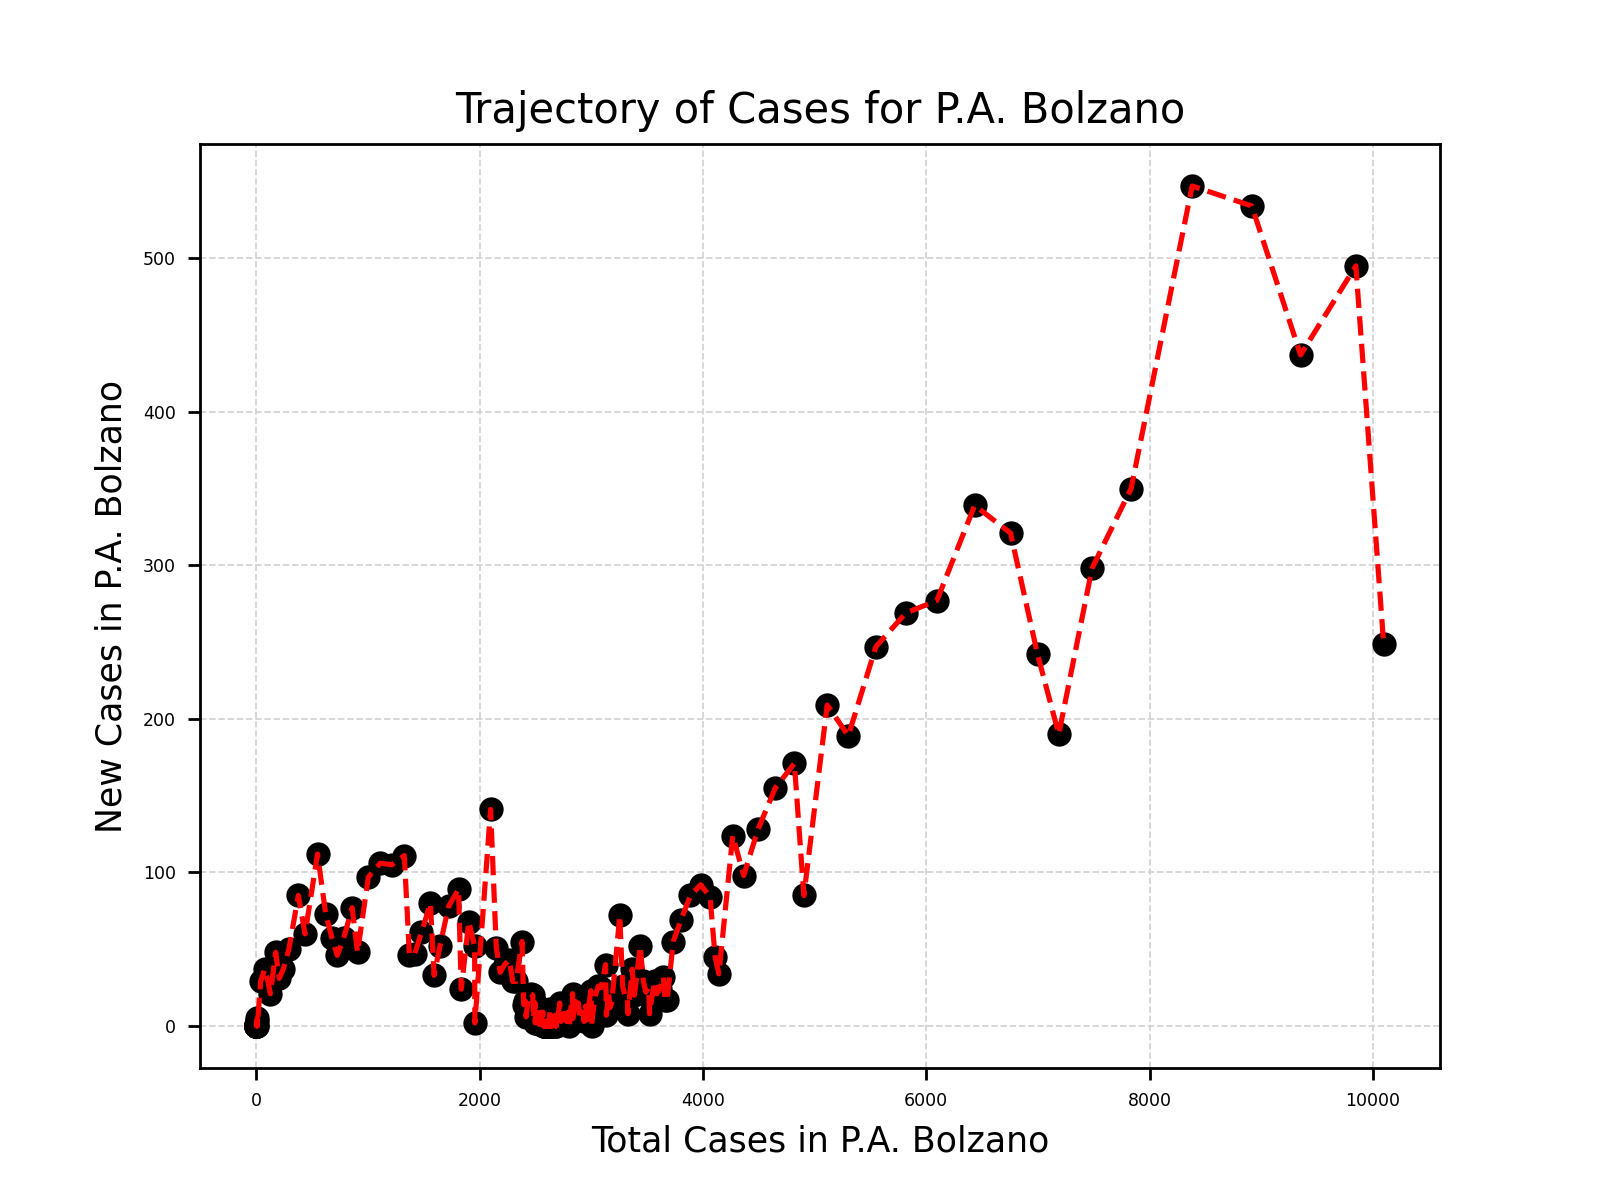 Trajectory of Cases for P.A. Bolzano
New Cases in P.A. Bolzano
500
400
300
200
100
0
0 2000 4000 6000 8000 10000
Total Cases in P.A. Bolzano